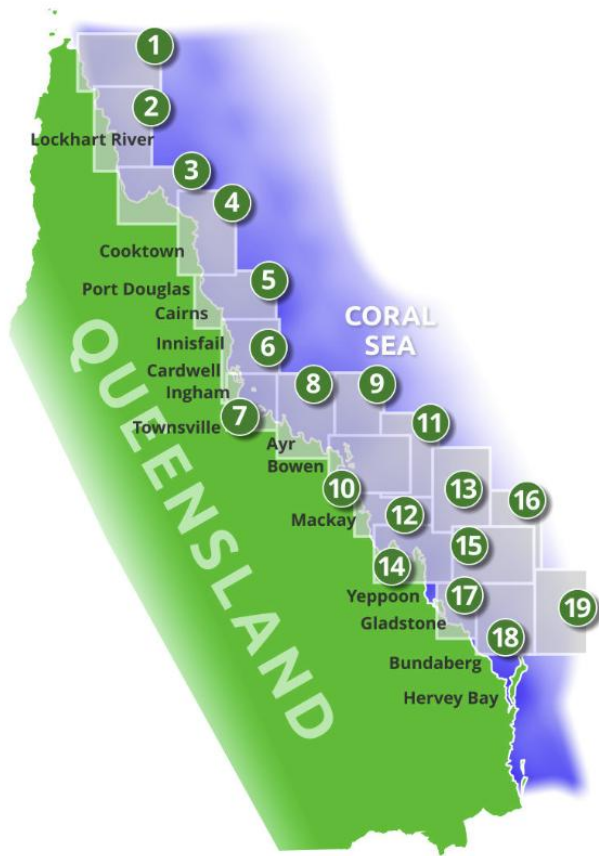 1
2
Lockhart River
3
4
Cooktown
5
Port Douglas
Cairns
CORAL
SEA
Innisfail
6
Cardwell
8
9
Ingham
7
11
Townsville
Ayr
Bowen
10
13
16
Mackay
12
15
14
Yeppoon
17
19
Gladstone
18
Bundaberg
Hervey Bay
QUEENSLAND